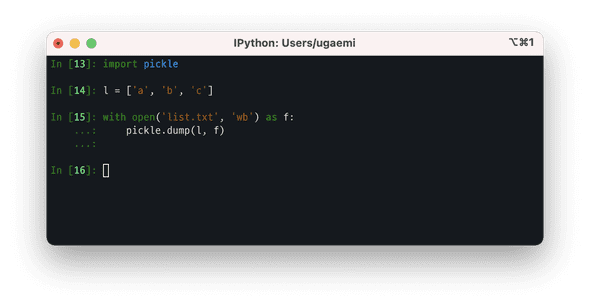 IPython: Users/ugaemi
⌥⌘1
In [13]: import pickle
In [14]: l = ['a', 'b', 'c']
In [15]: with open('list.txt', 'wb') as f:
   ...:     pickle.dump(l, f)
   ...:
In [16]: